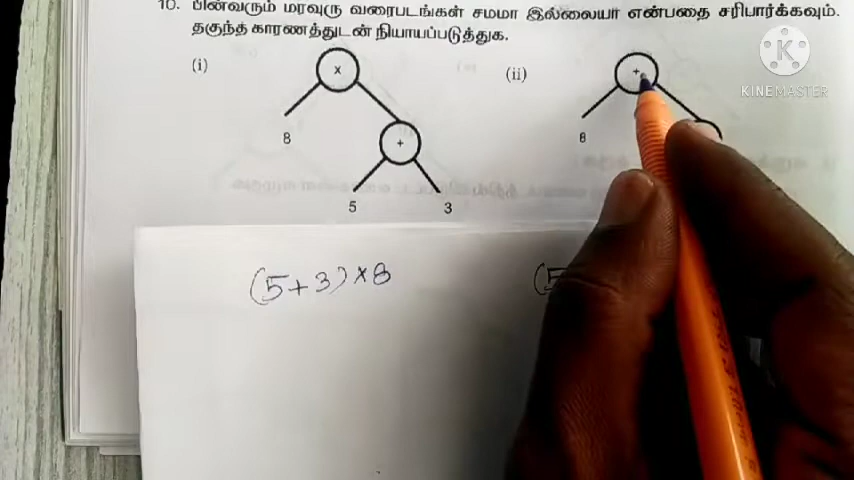 10. பின்வரும் மரவுரு வரைபடங்கள் சமமா இல்லையா என்பதை சரிபார்க்கவும்.
தகுந்த காரணத்துடன் நியாயப்படுத்துக.
(i) x 8 + 5 3
(ii) + 8
(5+3)×8
(5
K
KINEMASTER